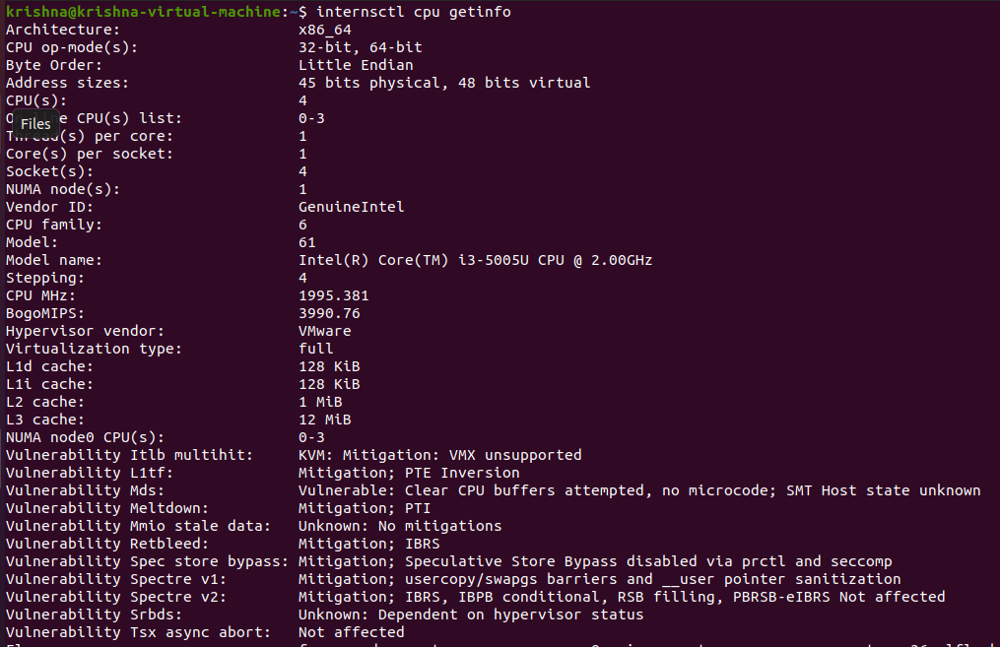 krishna@krishna-virtual-machine:~$ internsctl cpu getinfo
Architecture: x86_64
CPU op-mode(s): 32-bit, 64-bit
Byte Order: Little Endian
Address sizes: 45 bits physical, 48 bits virtual
CPU(s): 4
CPU(s) list: 0-3
Files
(s) per core: 1
Core(s) per socket: 1
Socket(s): 4
NUMA node(s): 1
Vendor ID: GenuineIntel
CPU family: 6
Model: 61
Model name: Intel(R) Core(TM) i3-5005U CPU @ 2.00GHz
Stepping: 4
CPU MHz: 1995.381
BogoMIPS: 3990.76
Hypervisor vendor: VMware
Virtualization type: full
L1d cache: 128 KiB
L1i cache: 128 KiB
L2 cache: 1 MiB
L3 cache: 12 MiB
NUMA node0 CPU(s): 0-3
Vulnerability Itlb multihit: KVM: Mitigation: VMX unsupported
Vulnerability L1tf: Mitigation; PTE Inversion
Vulnerability Mds: Vulnerable: Clear CPU buffers attempted, no microcode; SMT Host state unknown
Vulnerability Meltdown: Mitigation; PTI
Vulnerability Mmio stale data: Unknown: No mitigations
Vulnerability Retbleed: Mitigation; IBRS
Vulnerability Spec store bypass: Mitigation; Speculative Store Bypass disabled via prctl and seccomp
Vulnerability Spectre v1: Mitigation; usercopy/swapgs barriers and __user pointer sanitization
Vulnerability Spectre v2: Mitigation; IBRS, IBPB conditional, RSB filling, PBRSB-eIBRS Not affected
Vulnerability Srbds: Unknown: Dependent on hypervisor status
Vulnerability Tsx async abort: Not affected